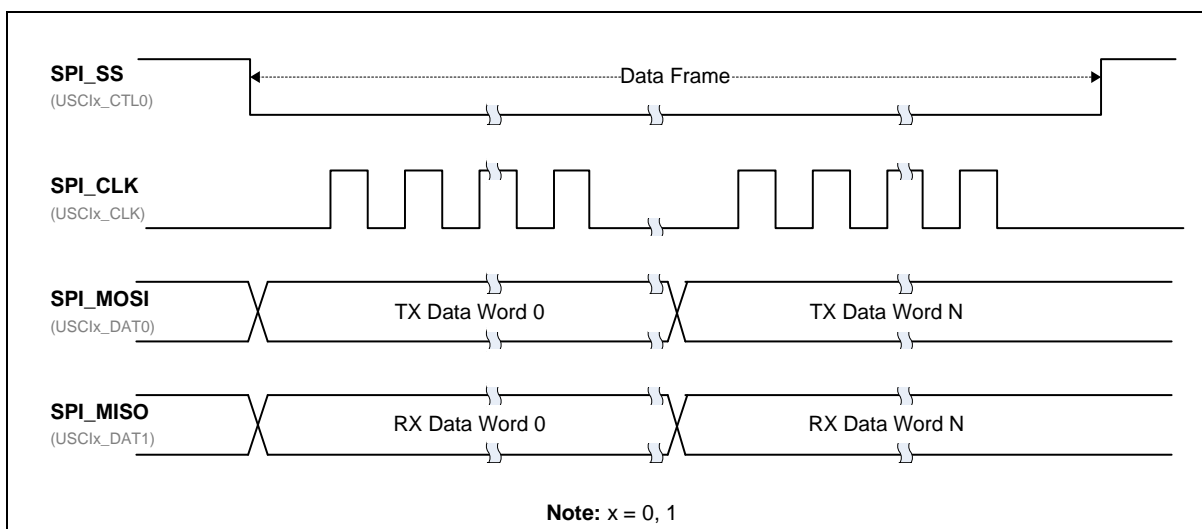 SPI_SS
(USCIx_CTL0)
Data Frame
SPI_CLK
(USCIx_CLK)
SPI_MOSI
(USCIx_DAT0)
TX Data Word 0
TX Data Word N
SPI_MISO
(USCIx_DAT1)
RX Data Word 0
RX Data Word N
Note: x = 0, 1